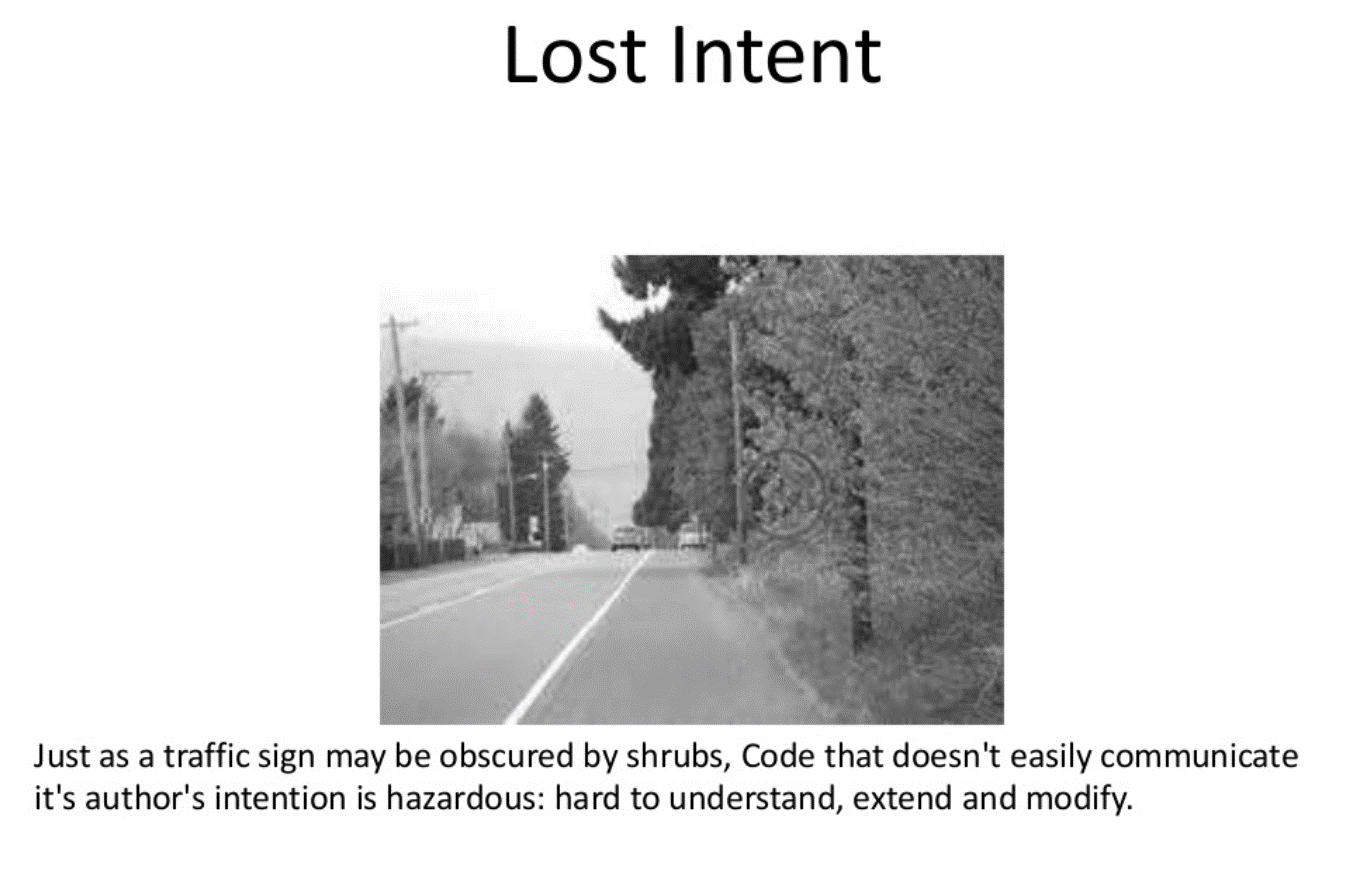 Lost Intent
Just as a traffic sign may be obscured by shrubs, Code that doesn't easily communicate
it's author's intention is hazardous: hard to understand, extend and modify.